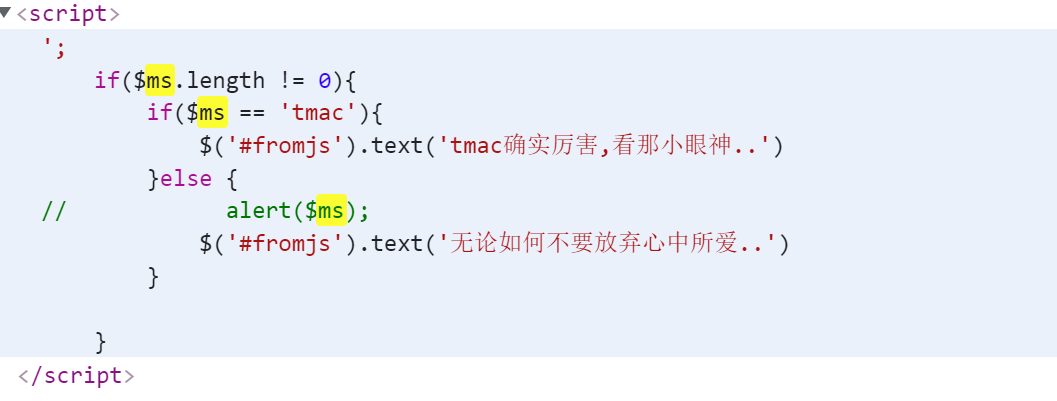 <script>
';
if($ms.length != 0){
if($ms == 'tmac'){
$('#fromjs').text('tmac确实厉害,看那小眼神..')
}else {
// alert($ms);
$('#fromjs').text('无论如何不要放弃心中所爱..')
}
}
</script>